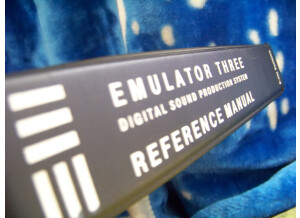 EMULATOR THREE
DIGITAL SOUND PRODUCTION SYSTEM
REFERENCE MANUAL